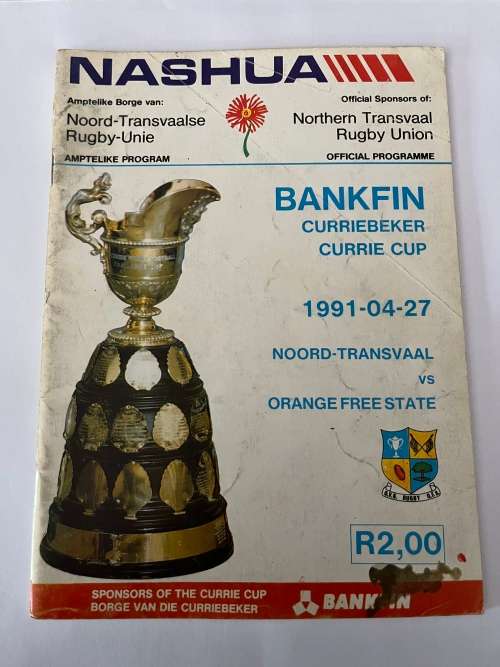 NASHUA
Amptelike Borge van:
Noord-Transvaalse
Rugby-Unie
AMPTELIKE PROGRAM
Official Sponsors of:
Northern Transvaal
Rugby Union
OFFICIAL PROGRAMME
BANKFIN
CURRIEBEKER
CURRIE CUP
1991-04-27
NOORD-TRANSVAAL
vs
ORANGE FREE STATE
O.V.S. RUGBY O.F.S.
R2,00
SPONSORS OF THE CURRIE CUP
BORGE VAN DIE CURRIEBEKER
BANKFIN